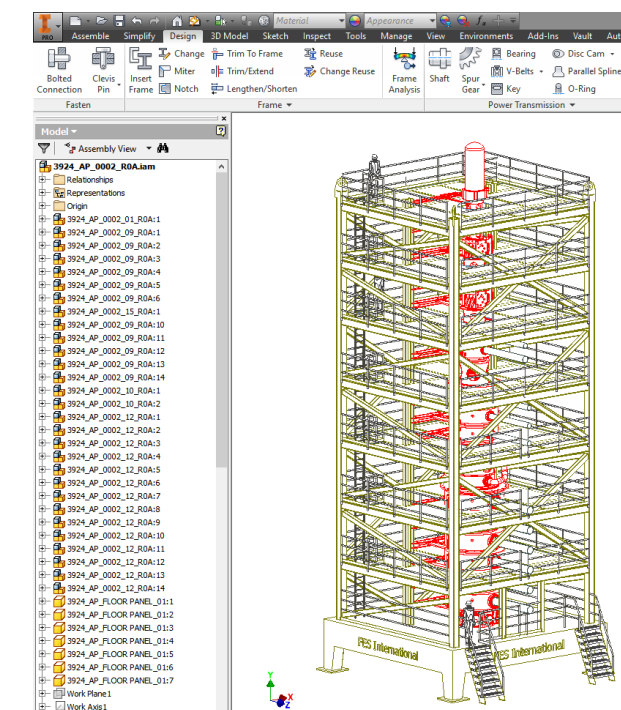 PRO
Material
Appearance
Assemble Simplify Design 3D Model Sketch Inspect Tools Manage View Environments Add-Ins Vault Aut
Bolted Connection
Clevis Pin
Insert Frame
Change
Miter
Notch
Trim To Frame
Trim/Extend
Lengthen/Shorten
Reuse
Change Reuse
Frame Analysis
Shaft
Spur Gear
Bearing
V-Belts
Key
Disc Cam
Parallel Spline
O-Ring
Fasten Frame Power Transmission
Model
Assembly View
3924_AP_0002_R0A.iam
Relationships
Representations
Origin
3924_AP_0002_01_R0A:1
3924_AP_0002_09_R0A:1
3924_AP_0002_09_R0A:2
3924_AP_0002_09_R0A:3
3924_AP_0002_09_R0A:4
3924_AP_0002_09_R0A:5
3924_AP_0002_09_R0A:6
3924_AP_0002_15_R0A:1
3924_AP_0002_09_R0A:10
3924_AP_0002_09_R0A:11
3924_AP_0002_09_R0A:12
3924_AP_0002_09_R0A:13
3924_AP_0002_09_R0A:14
3924_AP_0002_10_R0A:1
3924_AP_0002_10_R0A:2
3924_AP_0002_12_R0A:1
3924_AP_0002_12_R0A:2
3924_AP_0002_12_R0A:3
3924_AP_0002_12_R0A:4
3924_AP_0002_12_R0A:5
3924_AP_0002_12_R0A:6
3924_AP_0002_12_R0A:7
3924_AP_0002_12_R0A:8
3924_AP_0002_12_R0A:9
3924_AP_0002_12_R0A:10
3924_AP_0002_12_R0A:11
3924_AP_0002_12_R0A:12
3924_AP_0002_12_R0A:13
3924_AP_0002_12_R0A:14
3924_AP_FLOOR PANEL_01:1
3924_AP_FLOOR PANEL_01:2
3924_AP_FLOOR PANEL_01:3
3924_AP_FLOOR PANEL_01:4
3924_AP_FLOOR PANEL_01:5
3924_AP_FLOOR PANEL_01:6
3924_AP_FLOOR PANEL_01:7
Work Plane1
Work Axis1
FES International
FES International
Y
X
Z